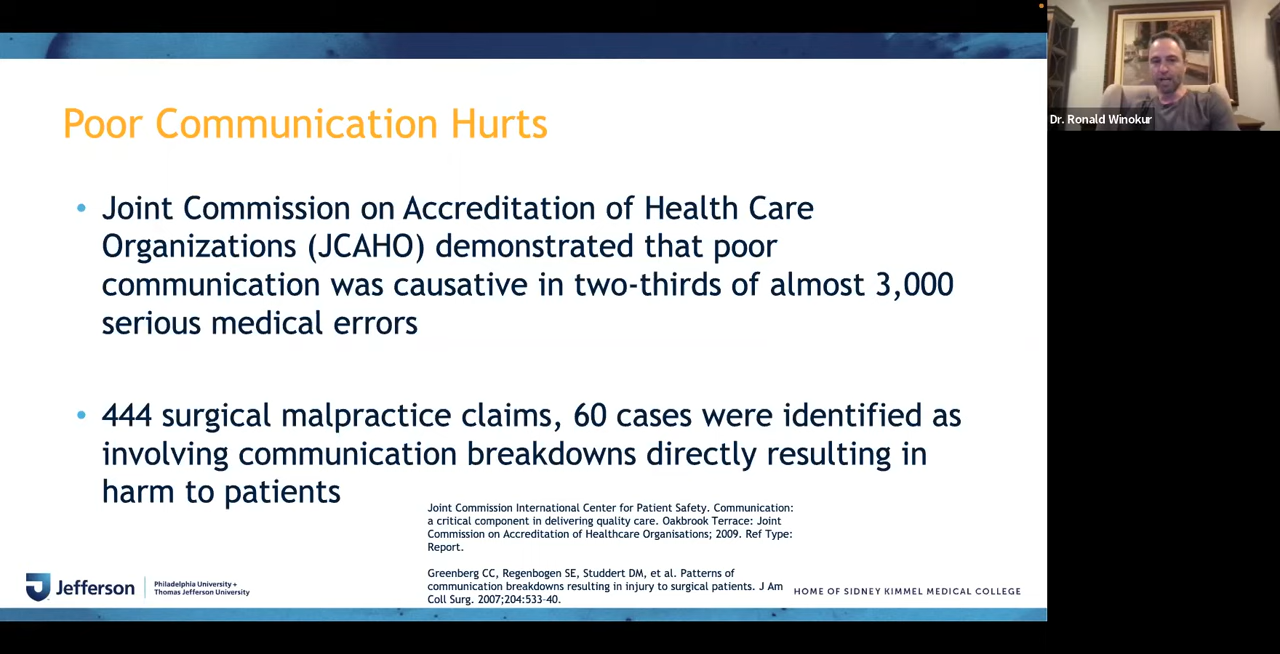 Poor Communication Hurts
• Joint Commission on Accreditation of Health Care
Organizations (JCAHO) demonstrated that poor
communication was causative in two-thirds of almost 3,000
serious medical errors
• 444 surgical malpractice claims, 60 cases were identified as
involving communication breakdowns directly resulting in
harm to patients
Joint Commission International Center for Patient Safety. Communication:
a critical component in delivering quality care. Oakbrook Terrace: Joint
Commission on Accreditation of Healthcare Organisations; 2009. Ref Type:
Report.
Greenberg CC, Regenbogen SE, Studdert DM, et al. Patterns of
communication breakdowns resulting in injury to surgical patients. J Am
Coll Surg. 2007;204:533–40.
Jefferson
Philadelphia University +
Thomas Jefferson University
HOME OF SIDNEY KIMMEL MEDICAL COLLEGE
Dr. Ronald Winokur